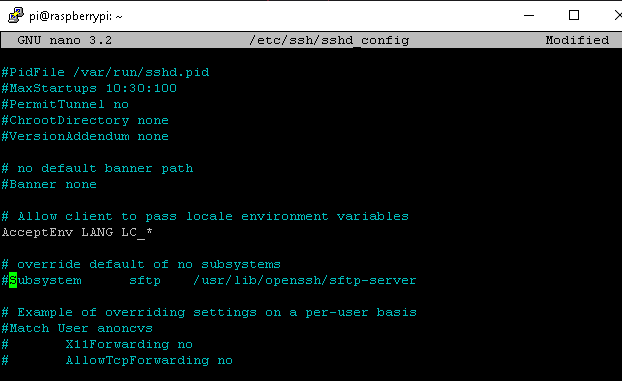 pi@raspberrypi: ~
GNU nano 3.2 /etc/ssh/sshd_config Modified
#PidFile /var/run/sshd.pid
#MaxStartups 10:30:100
#PermitTunnel no
#ChrootDirectory none
#VersionAddendum none
# no default banner path
#Banner none
# Allow client to pass locale environment variables
AcceptEnv LANG LC_*
# override default of no subsystems
#Subsystem sftp /usr/lib/openssh/sftp-server
# Example of overriding settings on a per-user basis
#Match User anoncvs
# X11Forwarding no
# AllowTcpForwarding no